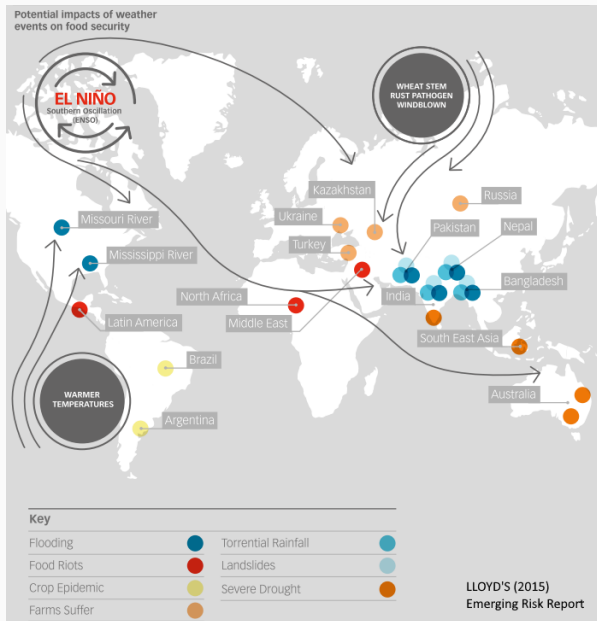 Potential impacts of weather
events on food security
EL NIÑO
Southern Oscillation
(ENSO)
WHEAT STEM
RUST PATHOGEN
WINDBLOWN
Kazakhstan
Russia
Missouri River
Ukraine
Pakistan
Nepal
Turkey
Mississippi River
North Africa
India
Bangladesh
Latin America
Middle East
South East Asia
Brazil
WARMER
TEMPERATURES
Australia
Argentina
Key
Flooding
Torrential Rainfall
Food Riots
Landslides
Crop Epidemic
Severe Drought
Farms Suffer
LLOYD'S (2015)
Emerging Risk Report